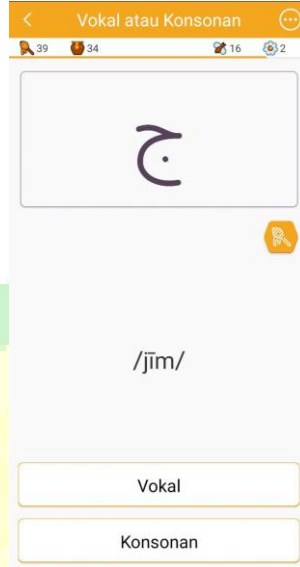 Vokal atau Konsonan
39 34 16 2
ج
/jīm/
Vokal
Konsonan